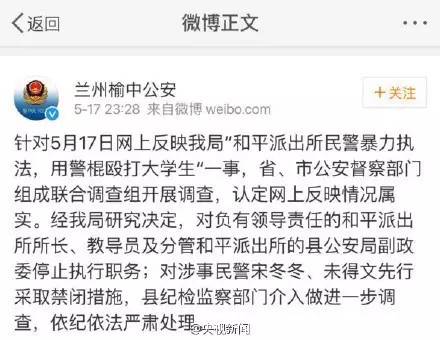 返回
微博正文
兰州榆中公安
5-17 23:28 来自微博 weibo.com
+关注
针对5月17日网上反映我局“和平派出所民警暴力执
法，用警棍殴打大学生“一事，省、市公安督察部门
组成联合调查组开展调查，认定网上反映情况属
实。经我局研究决定，对负有领导责任的和平派出
所所长、教导员及分管和平派出所的县公安局副政
委停止执行职务；对涉事民警宋冬冬、未得文先行
采取禁闭措施，县纪检监察部门介入做进一步调
查，依纪依法严肃处理。
@央视新闻